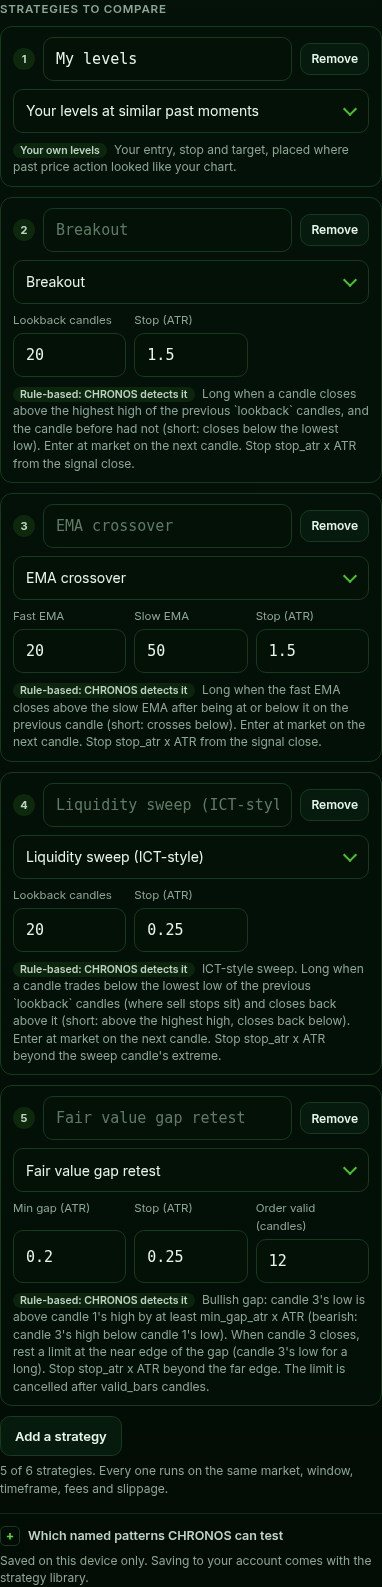 STRATEGIES TO COMPARE
1 My levels Remove
Your levels at similar past moments
Your own levels Your entry, stop and target, placed where
past price action looked like your chart.
2 Breakout Remove
Breakout
Lookback candles Stop (ATR)
20 1.5
Rule-based: CHRONOS detects it Long when a candle closes
above the highest high of the previous `lookback` candles, and
the candle before had not (short: closes below the lowest
low). Enter at market on the next candle. Stop stop_atr x ATR
from the signal close.
3 EMA crossover Remove
EMA crossover
Fast EMA Slow EMA Stop (ATR)
20 50 1.5
Rule-based: CHRONOS detects it Long when the fast EMA
closes above the slow EMA after being at or below it on the
previous candle (short: crosses below). Enter at market on the
next candle. Stop stop_atr x ATR from the signal close.
4 Liquidity sweep (ICT-styl Remove
Liquidity sweep (ICT-style)
Lookback candles Stop (ATR)
20 0.25
Rule-based: CHRONOS detects it ICT-style sweep. Long when
a candle trades below the lowest low of the previous
`lookback` candles (where sell stops sit) and closes back
above it (short: above the highest high, closes back below).
Enter at market on the next candle. Stop stop_atr x ATR
beyond the sweep candle's extreme.
5 Fair value gap retest Remove
Fair value gap retest
Min gap (ATR) Stop (ATR) Order valid
(candles)
0.2 0.25 12
Rule-based: CHRONOS detects it Bullish gap: candle 3's low is
above candle 1's high by at least min_gap_atr x ATR (bearish:
candle 3's high below candle 1's low). When candle 3 closes,
rest a limit at the near edge of the gap (candle 3's low for a
long). Stop stop_atr x ATR beyond the far edge. The limit is
cancelled after valid_bars candles.
Add a strategy
5 of 6 strategies. Every one runs on the same market, window,
timeframe, fees and slippage.
+ Which named patterns CHRONOS can test
Saved on this device only. Saving to your account comes with the
strategy library.